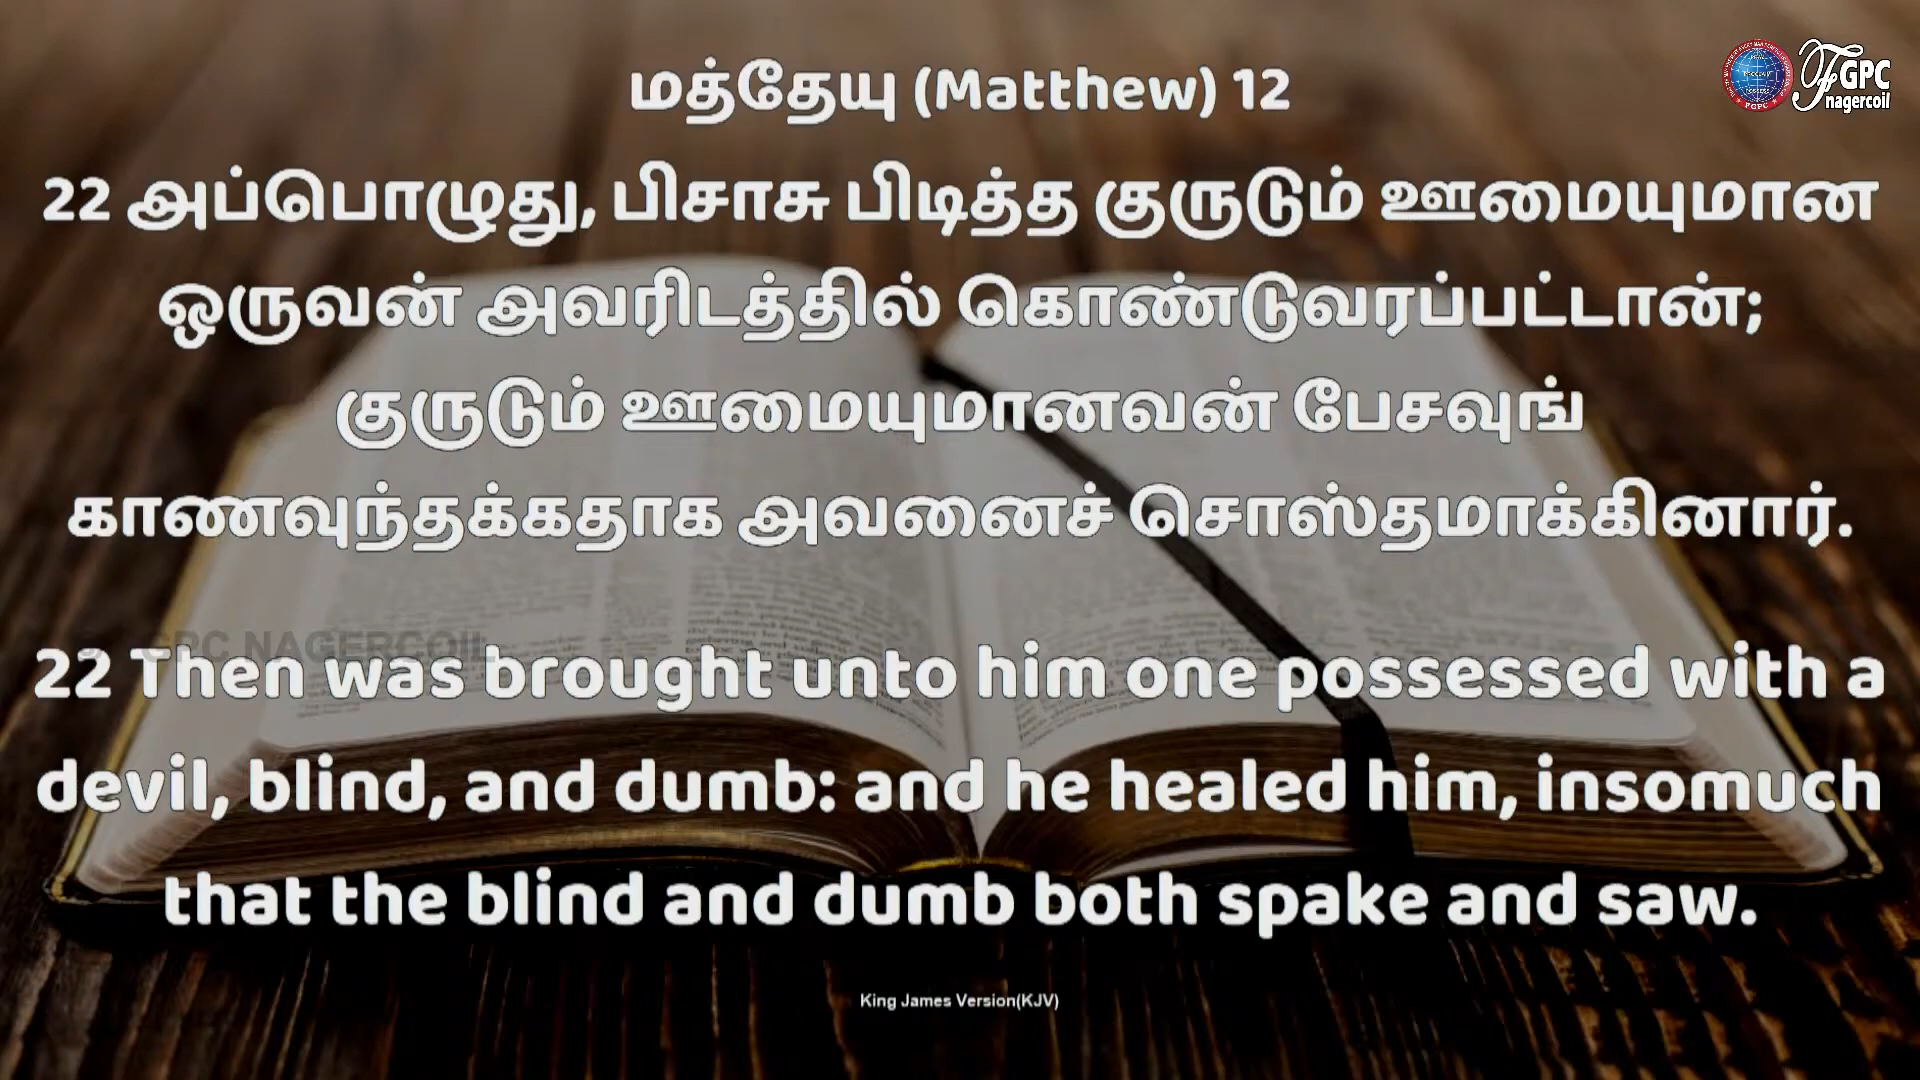 மத்தேயு (Matthew) 12
FGPC
nagercoil
22 அப்பொழுது, பிசாசு பிடித்த குருடும் ஊமையுமான
ஒருவன் அவரிடத்தில் கொண்டுவரப்பட்டான்;
குருடும் ஊமையுமானவன் பேசவுங்
காணவுந்தக்கதாக அவனைச் சொஸ்தமாக்கினார்.
GPC NAGERCOIL
22 Then was brought unto him one possessed with a
devil, blind, and dumb: and he healed him, insomuch
that the blind and dumb both spake and saw.
King James Version(KJV)